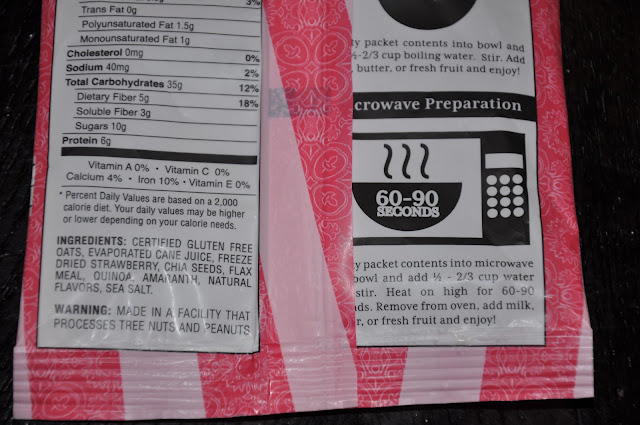 3%
Trans Fat 0g
Polyunsaturated Fat 1.5g
Monounsaturated Fat 1g
Cholesterol 0mg 0%
Sodium 40mg 2%
Total Carbohydrates 35g 12%
Dietary Fiber 5g 18%
Soluble Fiber 3g
Sugars 10g
Protein 6g
Vitamin A 0% • Vitamin C 0%
Calcium 4% • Iron 10% • Vitamin E 0%
* Percent Daily Values are based on a 2,000
calorie diet. Your daily values may be higher
or lower depending on your calorie needs.
INGREDIENTS: CERTIFIED GLUTEN FREE
OATS, EVAPORATED CANE JUICE, FREEZE
DRIED STRAWBERRY, CHIA SEEDS, FLAX
MEAL, QUINOA, AMARANTH, NATURAL
FLAVORS, SEA SALT.
WARNING: MADE IN A FACILITY THAT
PROCESSES TREE NUTS AND PEANUTS
ty packet contents into bowl and
½-2/3 cup boiling water. Stir. Add
, butter, or fresh fruit and enjoy!
crowave Preparation
60-90
SECONDS
ty packet contents into microwave
bowl and add ½ - 2/3 cup water
stir. Heat on high for 60-90
ds. Remove from oven, add milk,
r, or fresh fruit and enjoy!